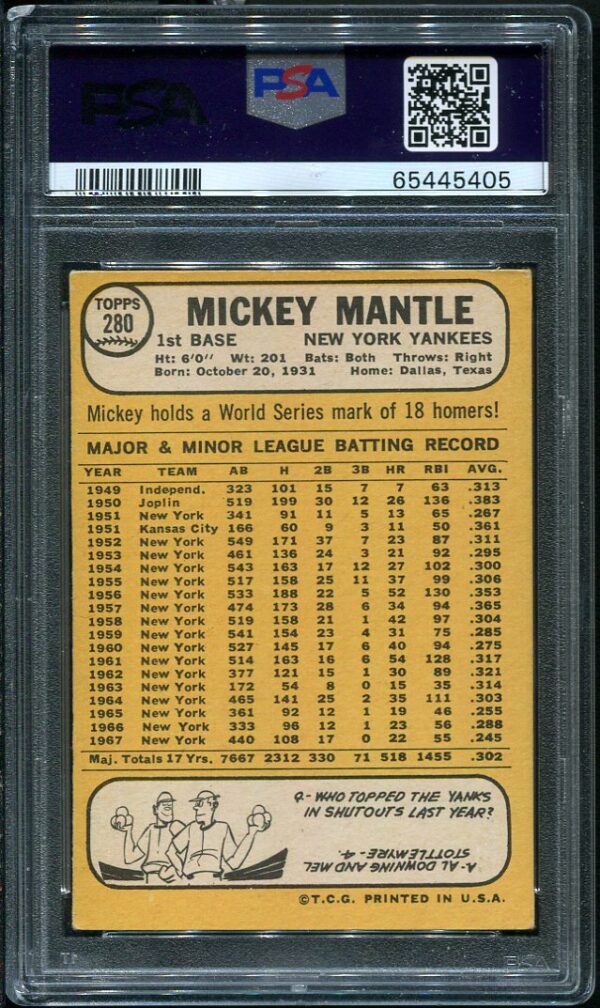 PSA
PSA
65445405
TOPPS
280
MICKEY MANTLE
1st BASE NEW YORK YANKEES
Ht: 6'0" Wt: 201 Bats: Both Throws: Right
Born: October 20, 1931 Home: Dallas, Texas
Mickey holds a World Series mark of 18 homers!
MAJOR & MINOR LEAGUE BATTING RECORD
YEAR TEAM AB H 2B 3B HR RBI AVG.
1949 Independ. 323 101 15 7 7 63 .313
1950 Joplin 519 199 30 12 26 136 .383
1951 New York 341 91 11 5 13 65 .267
1951 Kansas City 166 60 9 3 11 50 .361
1952 New York 549 171 37 7 23 87 .311
1953 New York 461 136 24 3 21 92 .295
1954 New York 543 163 17 12 27 102 .300
1955 New York 517 158 25 11 37 99 .306
1956 New York 533 188 22 5 52 130 .353
1957 New York 474 173 28 6 34 94 .365
1958 New York 519 158 21 1 42 97 .304
1959 New York 541 154 23 4 31 75 .285
1960 New York 527 145 17 6 40 94 .275
1961 New York 514 163 16 6 54 128 .317
1962 New York 377 121 15 1 30 89 .321
1963 New York 172 54 8 0 15 35 .314
1964 New York 465 141 25 2 35 111 .303
1965 New York 361 92 12 1 19 46 .255
1966 New York 333 96 12 1 23 56 .288
1967 New York 440 108 17 0 22 55 .245
Maj. Totals 17 Yrs. 7667 2312 330 71 518 1455 .302
Q.- WHO TOPPED THE YANKS
IN SHUTOUTS LAST YEAR?
A.- AL DOWNING AND MEL
STOTTLEMYRE - 4.
©T.C.G. PRINTED IN U.S.A.